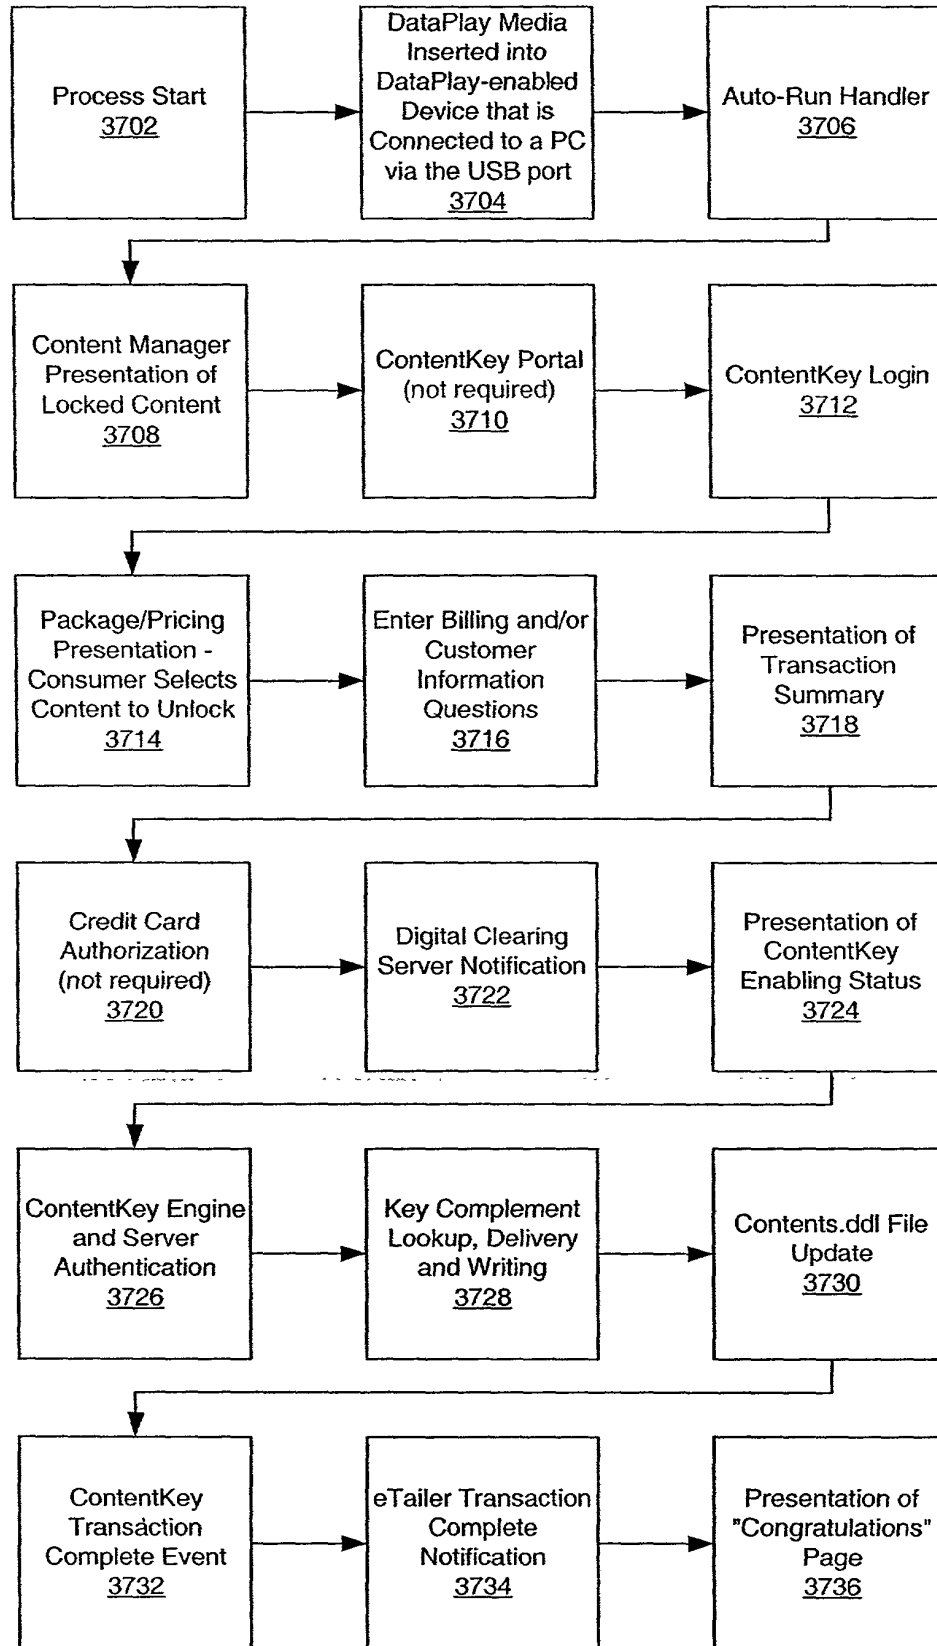 Process Start
3702
DataPlay Media
Inserted into
DataPlay-enabled
Device that is
Connected to a PC
via the USB port
3704
Auto-Run Handler
3706
Content Manager
Presentation of
Locked Content
3708
ContentKey Portal
(not required)
3710
ContentKey Login
3712
Package/Pricing
Presentation -
Consumer Selects
Content to Unlock
3714
Enter Billing and/or
Customer
Information
Questions
3716
Presentation of
Transaction
Summary
3718
Credit Card
Authorization
(not required)
3720
Digital Clearing
Server Notification
3722
Presentation of
ContentKey
Enabling Status
3724
ContentKey Engine
and Server
Authentication
3726
Key Complement
Lookup, Delivery
and Writing
3728
Contents.ddl File
Update
3730
ContentKey
Transaction
Complete Event
3732
eTailer Transaction
Complete
Notification
3734
Presentation of
"Congratulations"
Page
3736